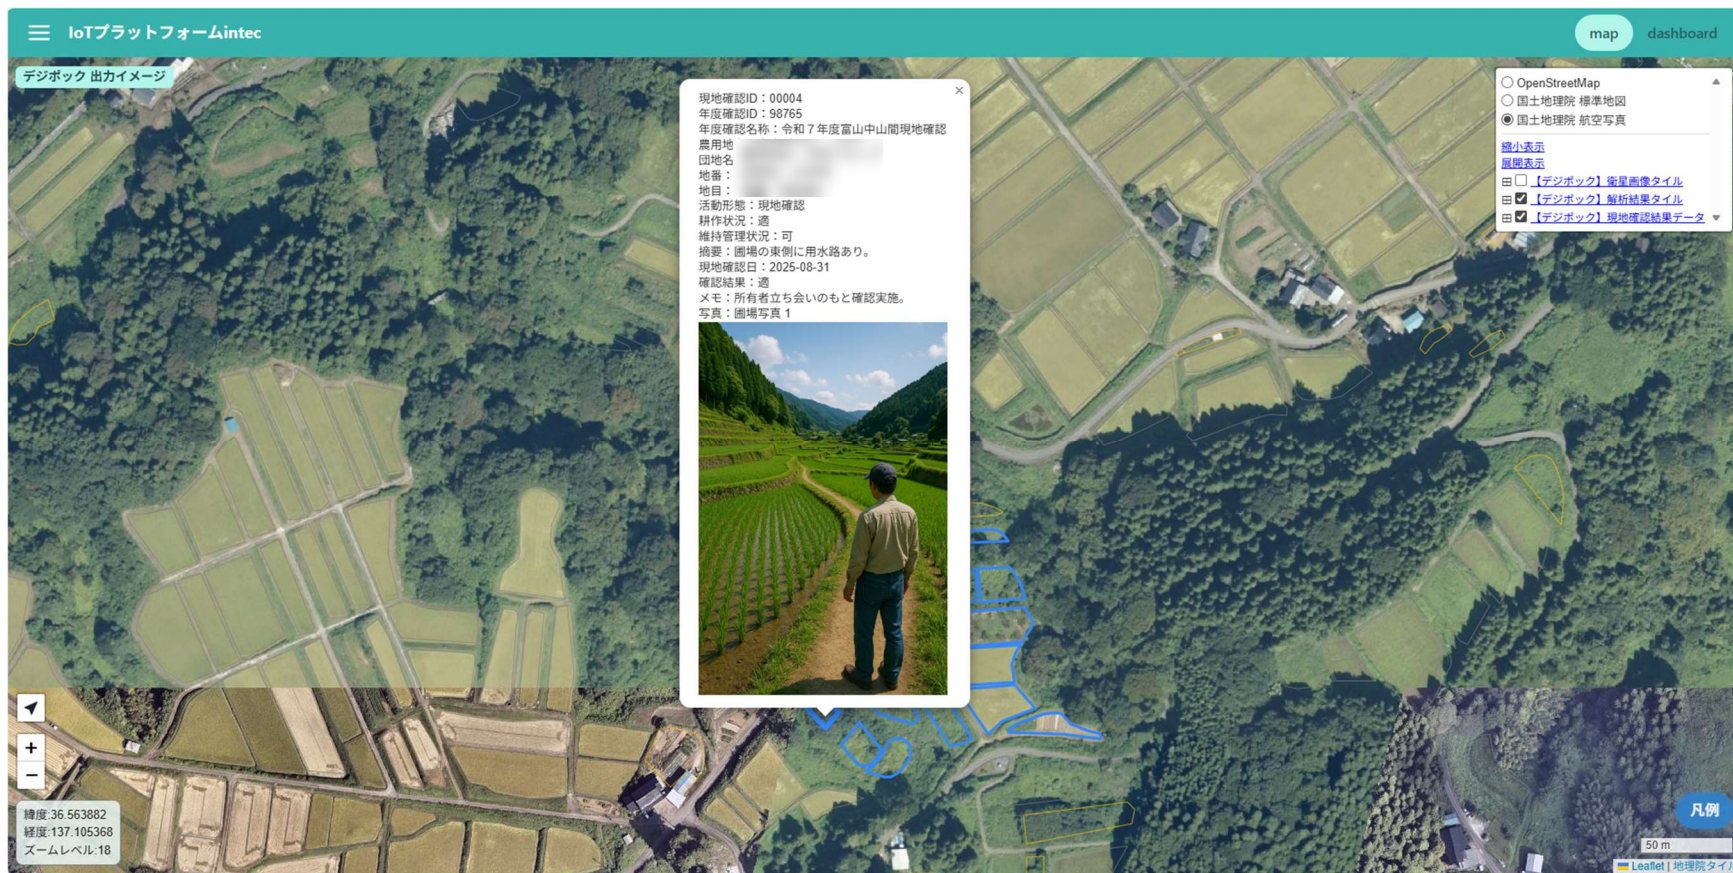 IoTプラットフォームintec
map
dashboard
デジポック 出力イメージ
現地確認ID：00004
年度確認ID：98765
年度確認名称：令和７年度富山中山間現地確認
農用地
団地名
地番：
地目：
活動形態：現地確認
耕作状況：適
維持管理状況：可
摘要：圃場の東側に用水路あり。
現地確認日：2025-08-31
確認結果：適
メモ：所有者立ち会いのもと確認実施。
写真：圃場写真 1
×
OpenStreetMap
国土地理院 標準地図
国土地理院 航空写真
縮小表示
展開表示
【デジポック】衛星画像タイル
【デジポック】解析結果タイル
【デジポック】現地確認結果データ
+
−
緯度:36.563882
経度:137.105368
ズームレベル:18
凡例
50 m
Leaflet | 地理院タイル